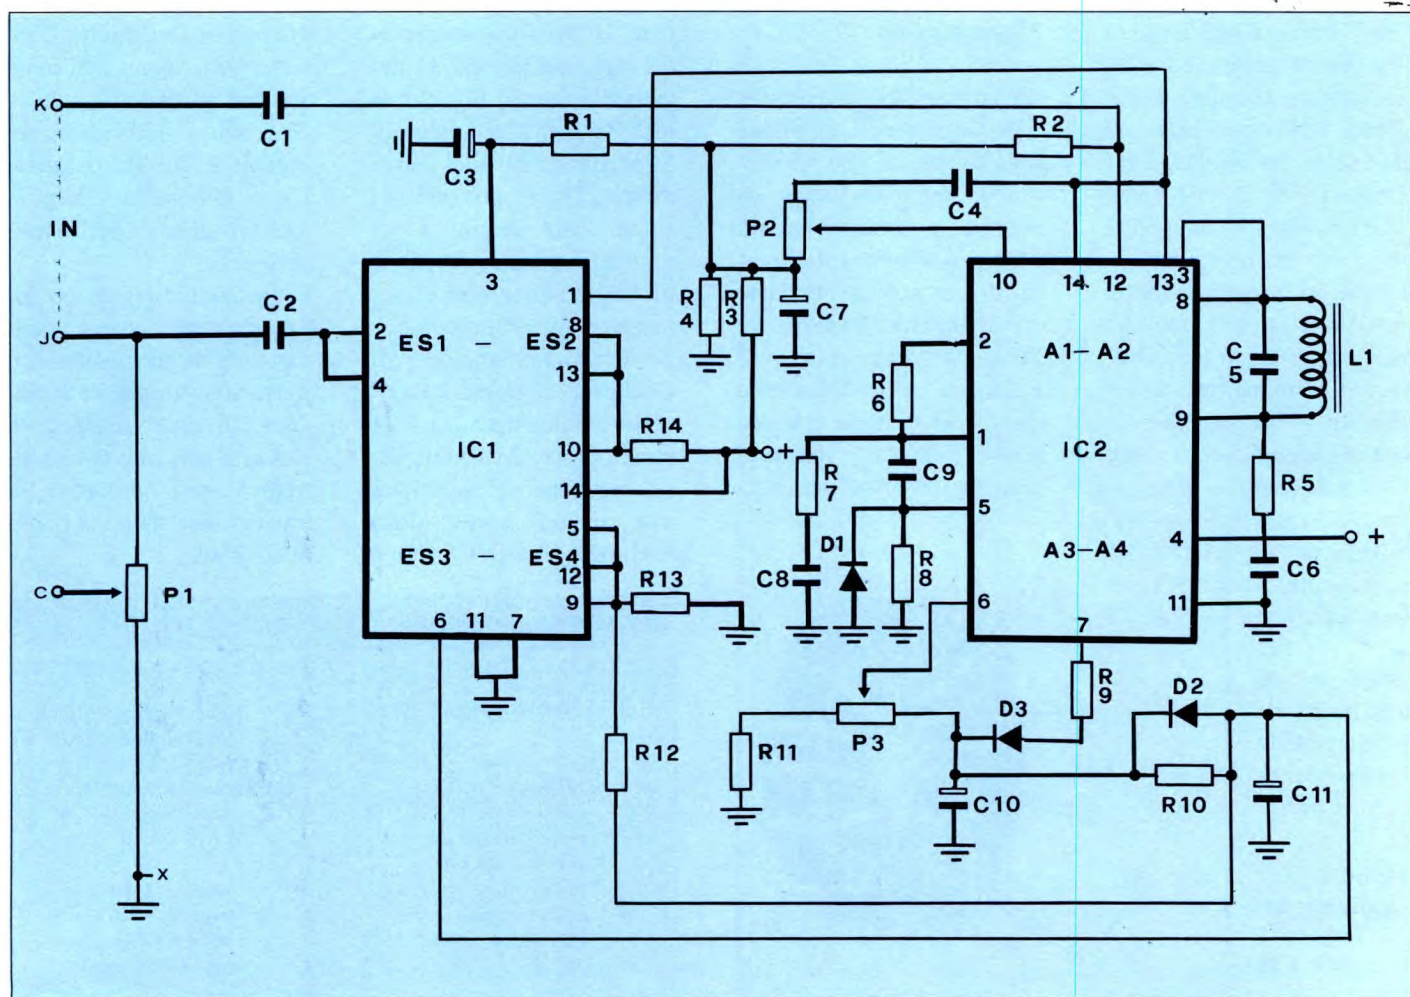 K
C1
R1
R2
C3
C4
IN
P2
3
10
14
12
13
3
1
8
R4
R3
C7
8
J
C2
2
ES1 –
ES2
2
A1–A2
C5
L1
4
13
R6
9
10
R14
+
1
IC1
R7
C9
IC2
14
R5
5
5
D1
4
+
ES3 –
ES4
A3–A4
12
R8
C6
C
P1
9
R13
C8
6
11
6
11
7
7
R9
D2
D3
R12
R11
P3
C10
R10
C11
X